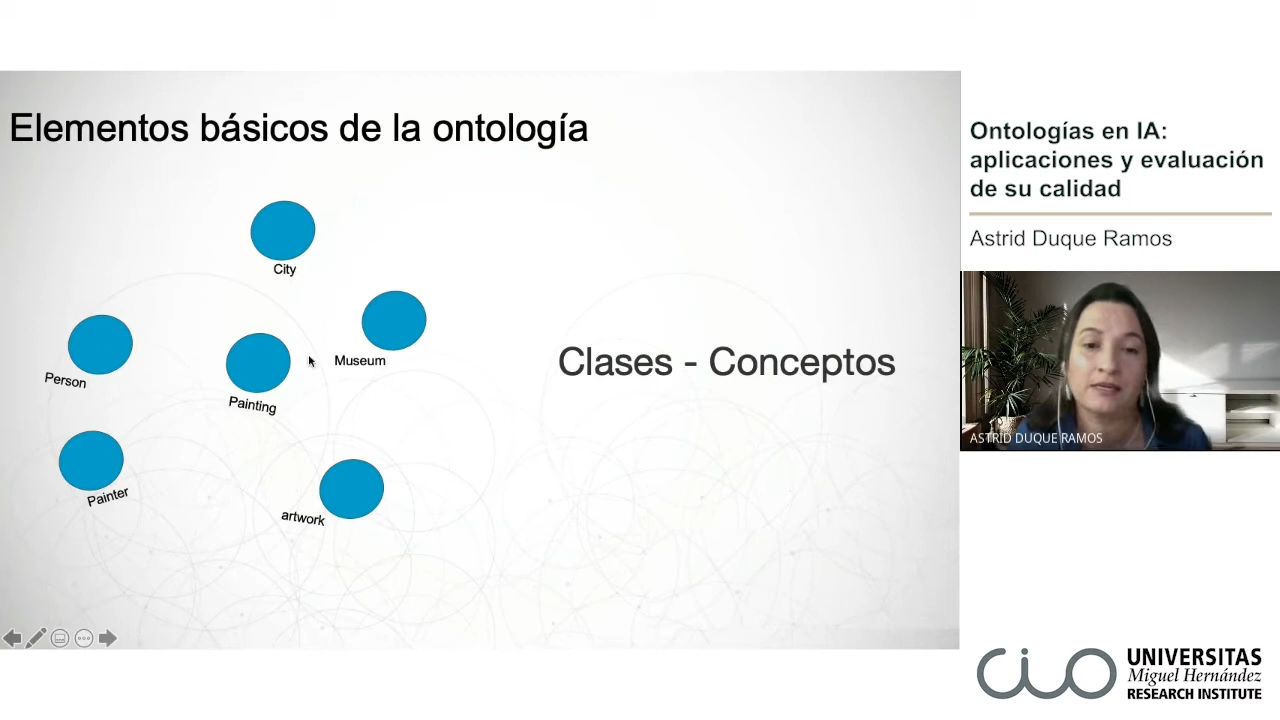 Elementos básicos de la ontología
City
Museum
Person
Painting
Painter
artwork
Clases - Conceptos
Ontologías en IA:
aplicaciones y evaluación
de su calidad
Astrid Duque Ramos
ASTRID DUQUE RAMOS
CIO
UNIVERSITAS
Miguel Hernández
RESEARCH INSTITUTE